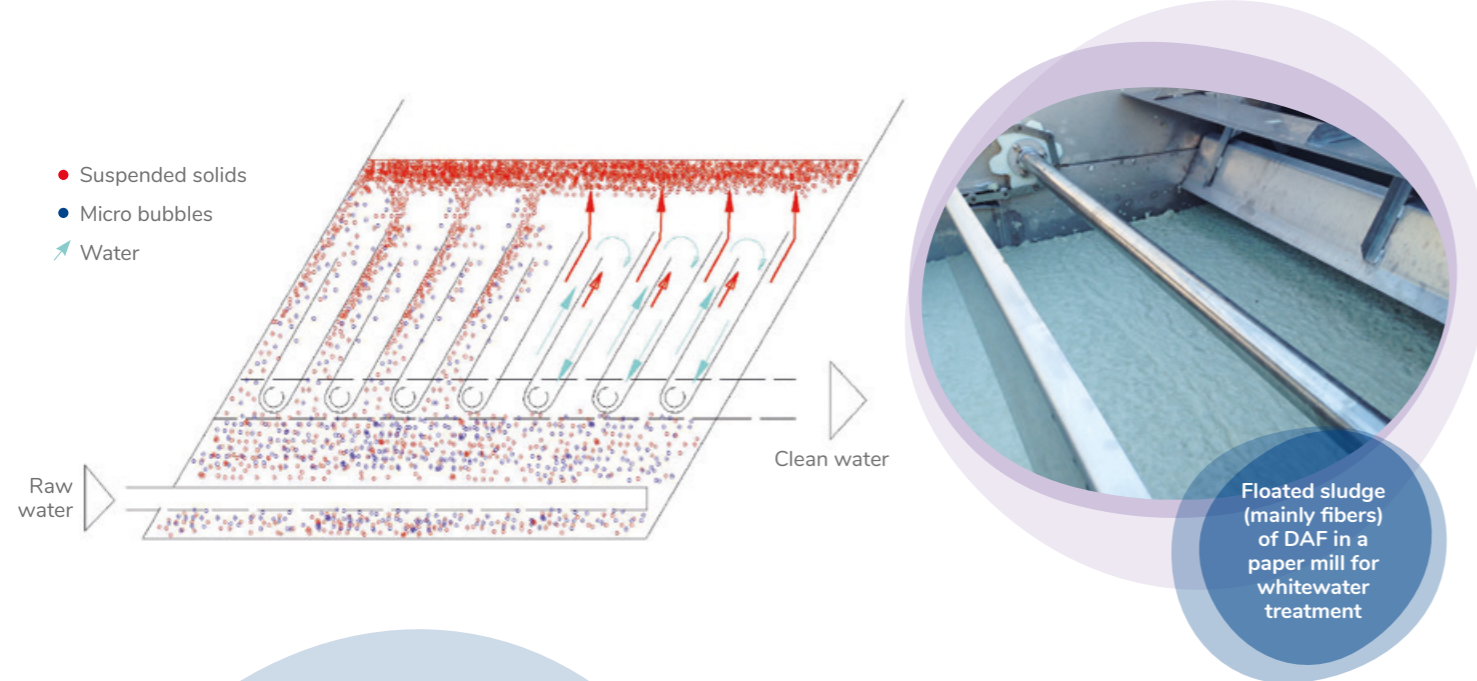 Suspended solids
Micro bubbles
Water
Raw
water
Clean water
Floated sludge
(mainly fibers)
of DAF in a
paper mill for
whitewater
treatment